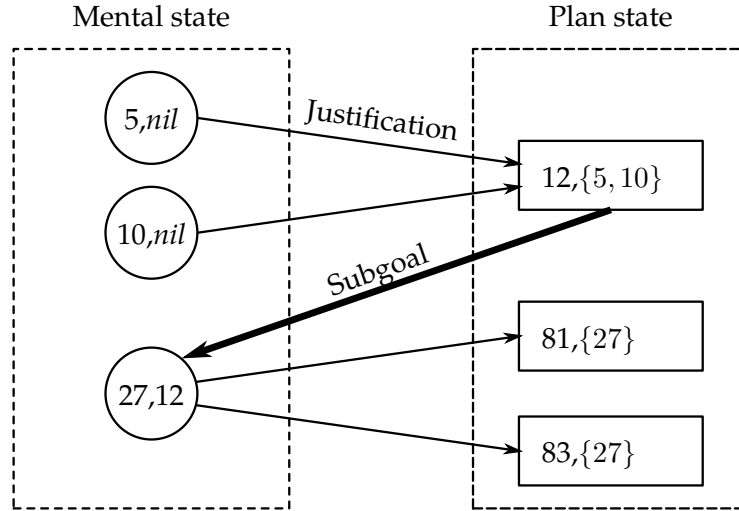 Mental state
Plan state
5,nil
Justification
12,{5, 10}
10,nil
Subgoal
81,{27}
27,12
83,{27}